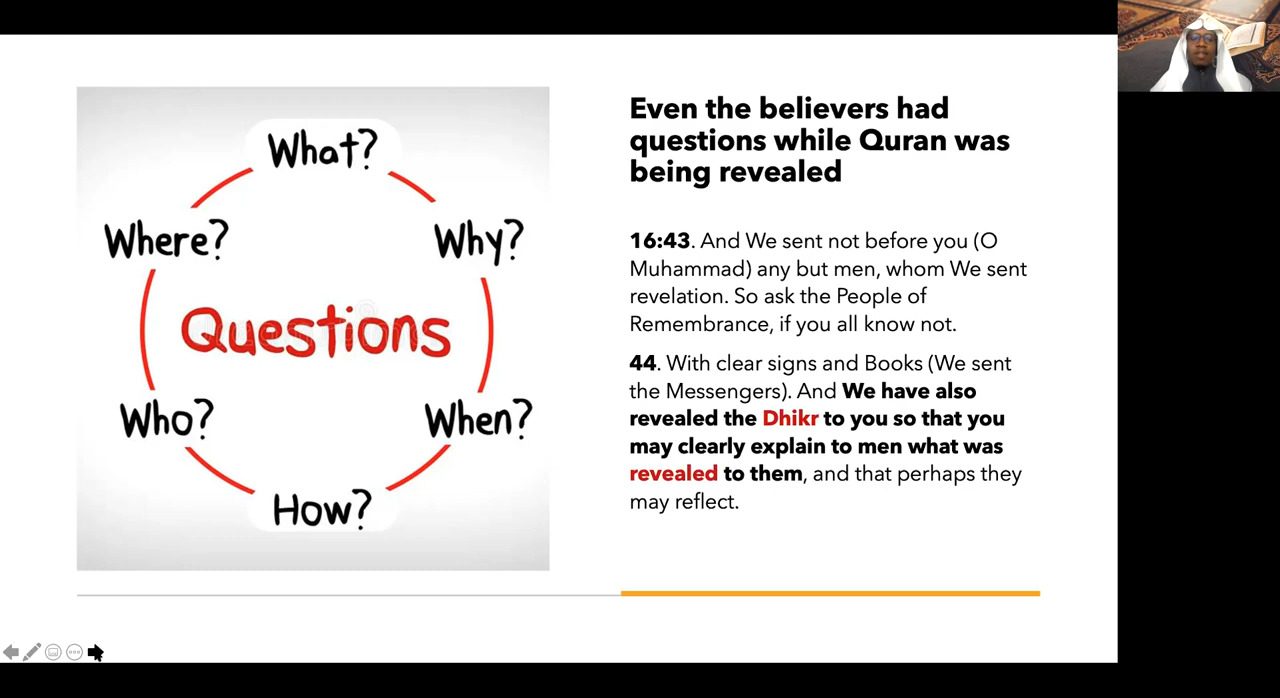 What?
Where?
Why?
Questions
Who?
When?
How?
Even the believers had
questions while Quran was
being revealed
16:43. And We sent not before you (O
Muhammad) any but men, whom We sent
revelation. So ask the People of
Remembrance, if you all know not.
44. With clear signs and Books (We sent
the Messengers). And We have also
revealed the Dhikr to you so that you
may clearly explain to men what was
revealed to them, and that perhaps they
may reflect.